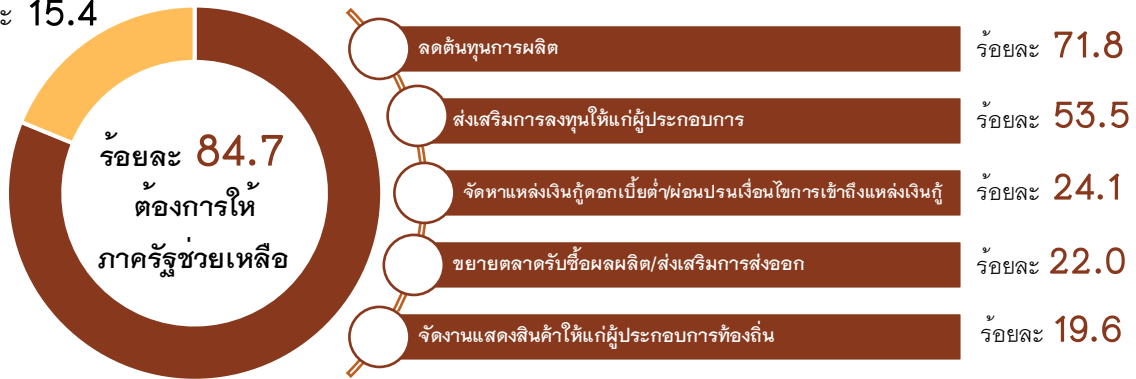 15.4
ร้อยละ 84.7
ต้องการให้
ภาครัฐช่วยเหลือ
ลดต้นทุนการผลิต ร้อยละ 71.8
ส่งเสริมการลงทุนให้แก่ผู้ประกอบการ ร้อยละ 53.5
จัดหาแหล่งเงินกู้ดอกเบี้ยต่ำ/ผ่อนปรนเงื่อนไขการเข้าถึงแหล่งเงินกู้ ร้อยละ 24.1
ขยายตลาดรับซื้อผลผลิต/ส่งเสริมการส่งออก ร้อยละ 22.0
จัดงานแสดงสินค้าให้แก่ผู้ประกอบการท้องถิ่น ร้อยละ 19.6